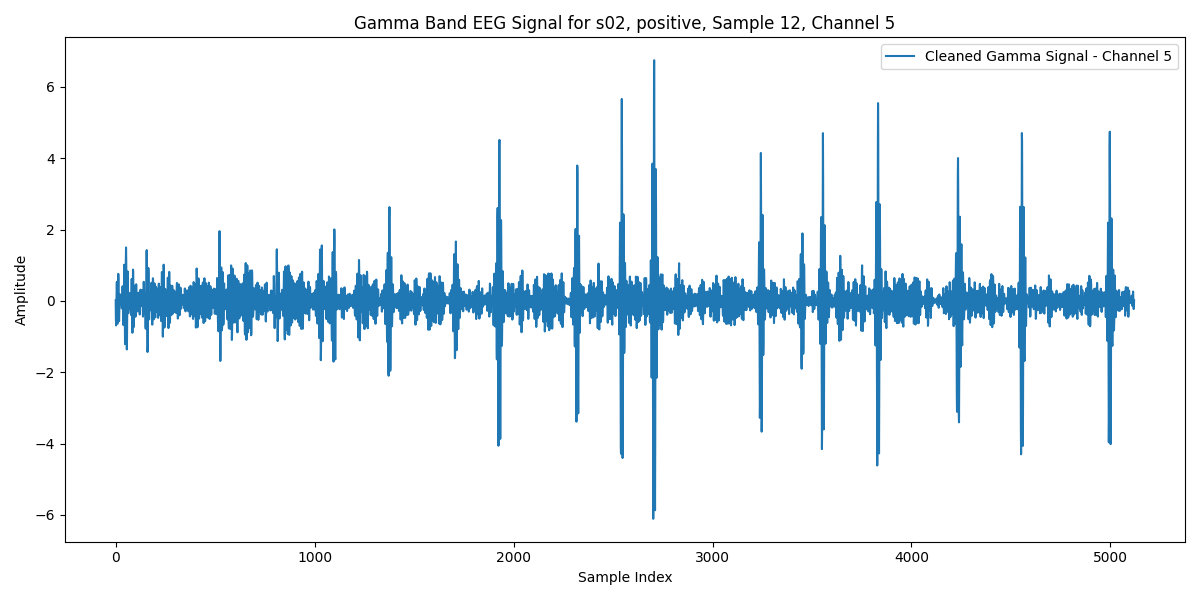 Gamma Band EEG Signal for s02, positive, Sample 12, Channel 5
Cleaned Gamma Signal - Channel 5
Amplitude
6
4
2
0
−2
−4
−6
0 1000 2000 3000 4000 5000
Sample Index